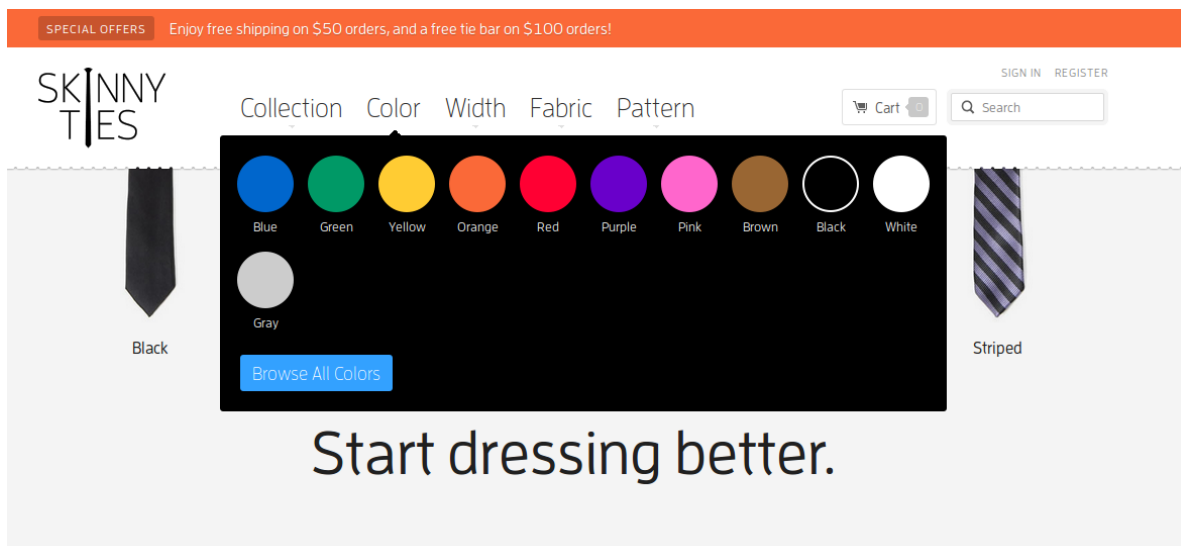 SPECIAL OFFERS Enjoy free shipping on $50 orders, and a free tie bar on $100 orders!
SIGN IN REGISTER
SKINNY
TIES
Collection Color Width Fabric Pattern
Cart 0
Search
Blue Green Yellow Orange Red Purple Pink Brown Black White
Gray
Browse All Colors
Black
Striped
Start dressing better.